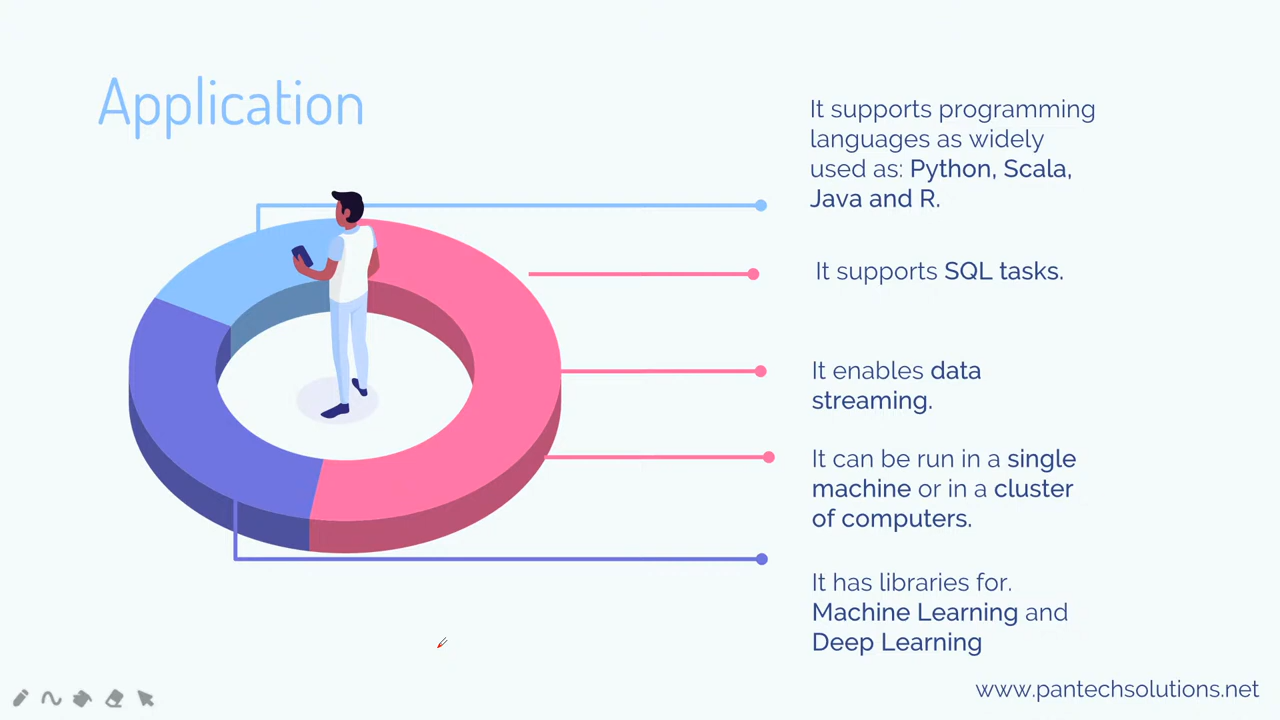 Application
It supports programming
languages as widely
used as: Python, Scala,
Java and R.
It supports SQL tasks.
It enables data
streaming.
It can be run in a single
machine or in a cluster
of computers.
It has libraries for.
Machine Learning and
Deep Learning
www.pantechsolutions.net